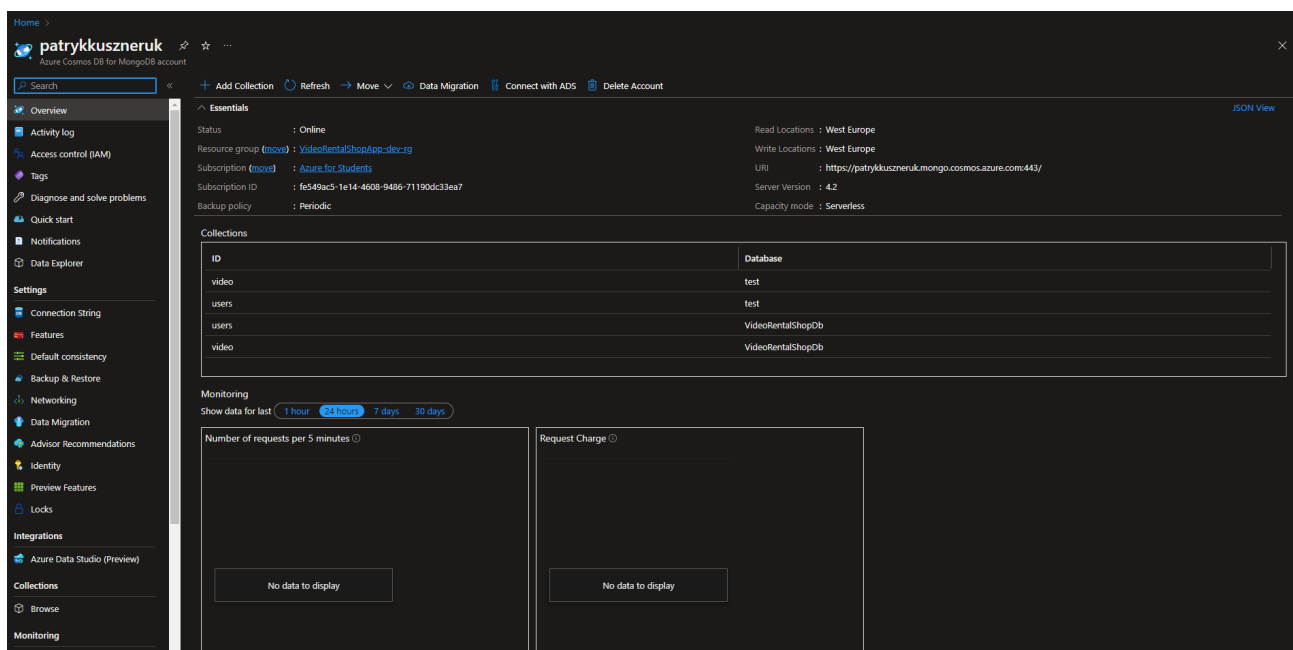 Home >
patrykkuszneruk
Azure Cosmos DB for MongoDB account
Search
Add Collection Refresh Move Data Migration Connect with ADS Delete Account
Overview
Activity log
Access control (IAM)
Tags
Diagnose and solve problems
Quick start
Notifications
Data Explorer
Settings
Connection String
Features
Default consistency
Backup & Restore
Networking
Data Migration
Advisor Recommendations
Identity
Preview Features
Locks
Integrations
Azure Data Studio (Preview)
Collections
Browse
Monitoring
Essentials
JSON View
Status : Online
Resource group (move) : VideoRentalShopApp-dev-rg
Subscription (move) : Azure for Students
Subscription ID : fe549ac5-1e14-4608-9486-71190dc33ea7
Backup policy : Periodic
Read Locations : West Europe
Write Locations : West Europe
URI : https://patrykkuszneruk.mongo.cosmos.azure.com:443/
Server Version : 4.2
Capacity mode : Serverless
Collections
ID Database
video test
users test
users VideoRentalShopDb
video VideoRentalShopDb
Monitoring
Show data for last 1 hour 24 hours 7 days 30 days
Number of requests per 5 minutes
No data to display
Request Charge
No data to display